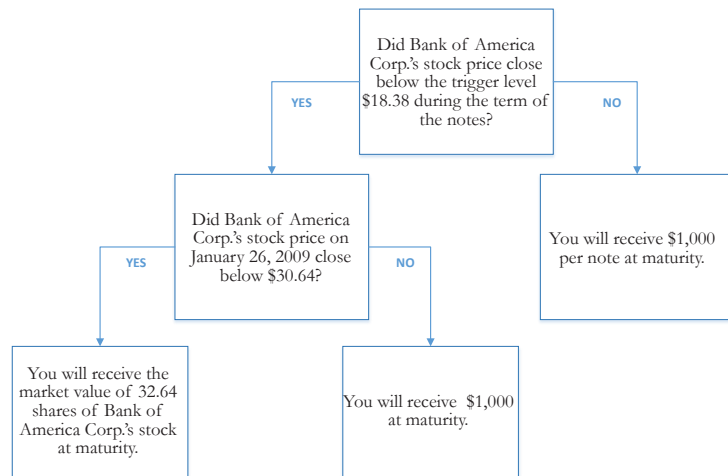 Did Bank of America
Corp.'s stock price close
below the trigger level
$18.38 during the term of
the notes?
YES
NO
Did Bank of America
Corp.'s stock price on
January 26, 2009 close
below $30.64?
You will receive $1,000
per note at maturity.
YES
NO
You will receive the
market value of 32.64
shares of Bank of
America Corp.'s stock
at maturity.
You will receive $1,000
at maturity.